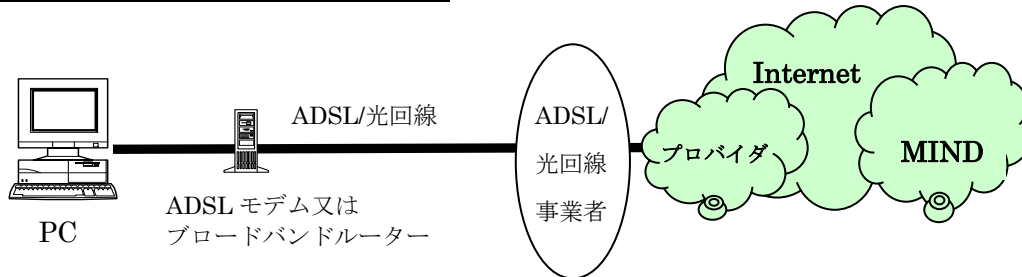 PC
ADSL モデム又は
ブロードバンドルーター
ADSL/光回線
ADSL/
光回線
事業者
プロバイダ
Internet
MIND